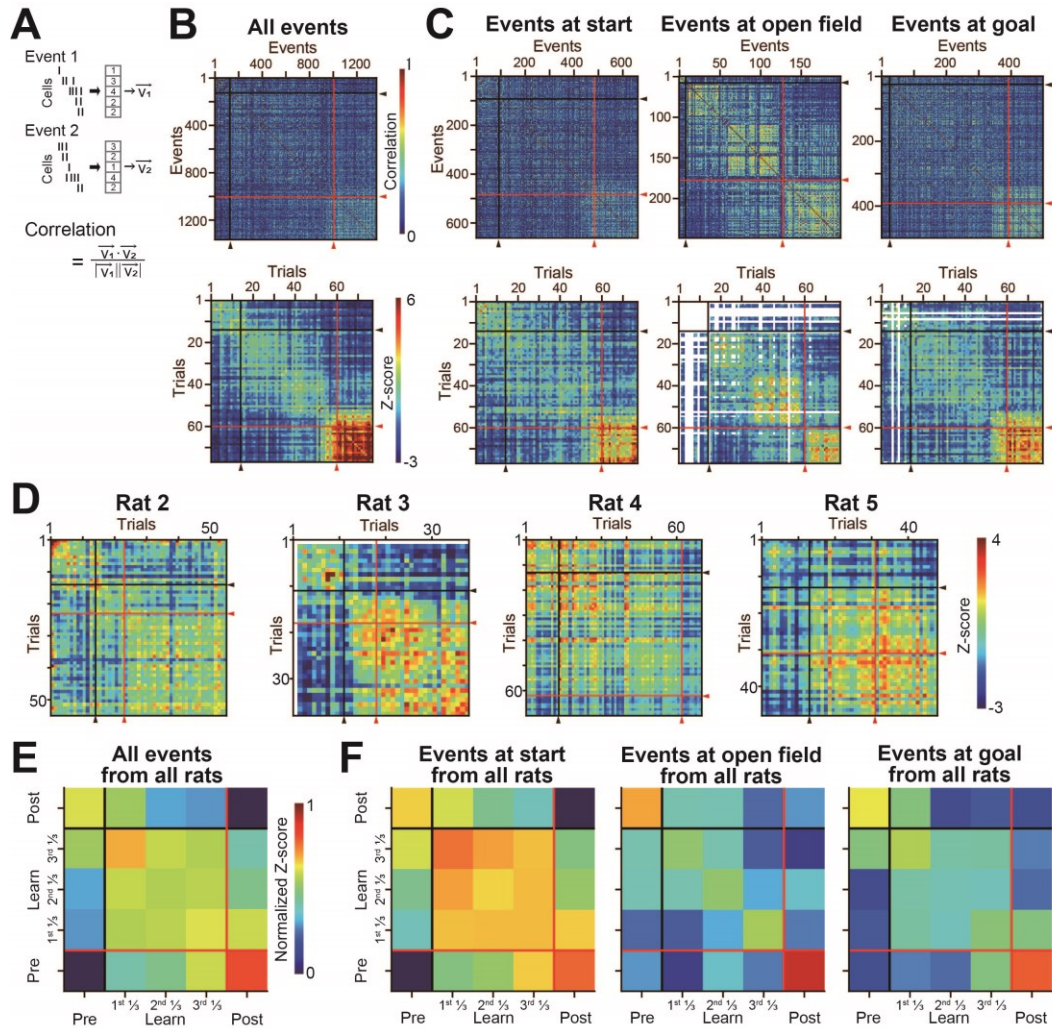 A
Event 1
Cells
1
3
4
2
2
→ V1
Event 2
Cells
3
2
1
4
2
→ V2
Correlation
= V1 · V2 / |V1||V2|
B
All events
Events
1 400 800 1200
Events
1
200
400
600
800
1000
1200
1
Correlation
0
Trials
1 20 40 60
Trials
1
20
40
60
6
Z-score
-3
C
Events at start
Events
1 200 400 600
1
200
400
600
Trials
1 20 40 60
Trials
1
20
40
60
Events at open field
Events
1 50 100 150
1
50
100
150
200
Trials
1 20 40 60
1
20
40
60
Events at goal
Events
1 200 400
1
200
400
Trials
1 20 40 60
1
20
40
60
D
Rat 2
Trials
1 50
Trials
1
50
Rat 3
Trials
1 30
Trials
1
30
Rat 4
Trials
1 60
Trials
1
60
Rat 5
Trials
1 40
Trials
1
40
4
Z-score
-3
E
All events
from all rats
Post
3rd ⅓
2nd ⅓
1st ⅓
Learn
Pre
1st ⅓ 2nd ⅓ 3rd ⅓
Pre Learn Post
1
Normalized Z-score
0
F
Events at start
from all rats
Post
3rd ⅓
2nd ⅓
1st ⅓
Learn
Pre
1st ⅓ 2nd ⅓ 3rd ⅓
Pre Learn Post
Events at open field
from all rats
1st ⅓ 2nd ⅓ 3rd ⅓
Pre Learn Post
Events at goal
from all rats
1st ⅓ 2nd ⅓ 3rd ⅓
Pre Learn Post